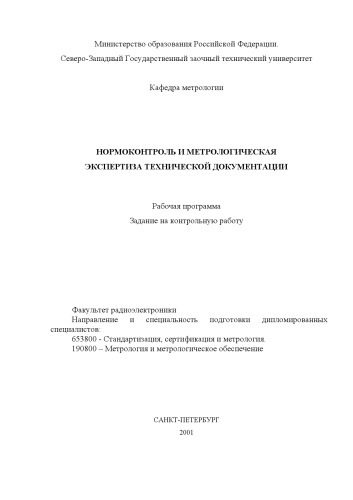 Министерство образования Российской Федерации
Северо-Западный Государственный заочный технический университет
Кафедра метрологии
НОРМОКОНТРОЛЬ И МЕТРОЛОГИЧЕСКАЯ
ЭКСПЕРТИЗА ТЕХНИЧЕСКОЙ ДОКУМЕНТАЦИИ
Рабочая программа
Задание на контрольную работу
Факультет радиоэлектроники
Направление и специальность подготовки дипломированных
специалистов:
653800 - Стандартизация, сертификация и метрология.
190800 – Метрология и метрологическое обеспечение
САНКТ-ПЕТЕРБУРГ
2001